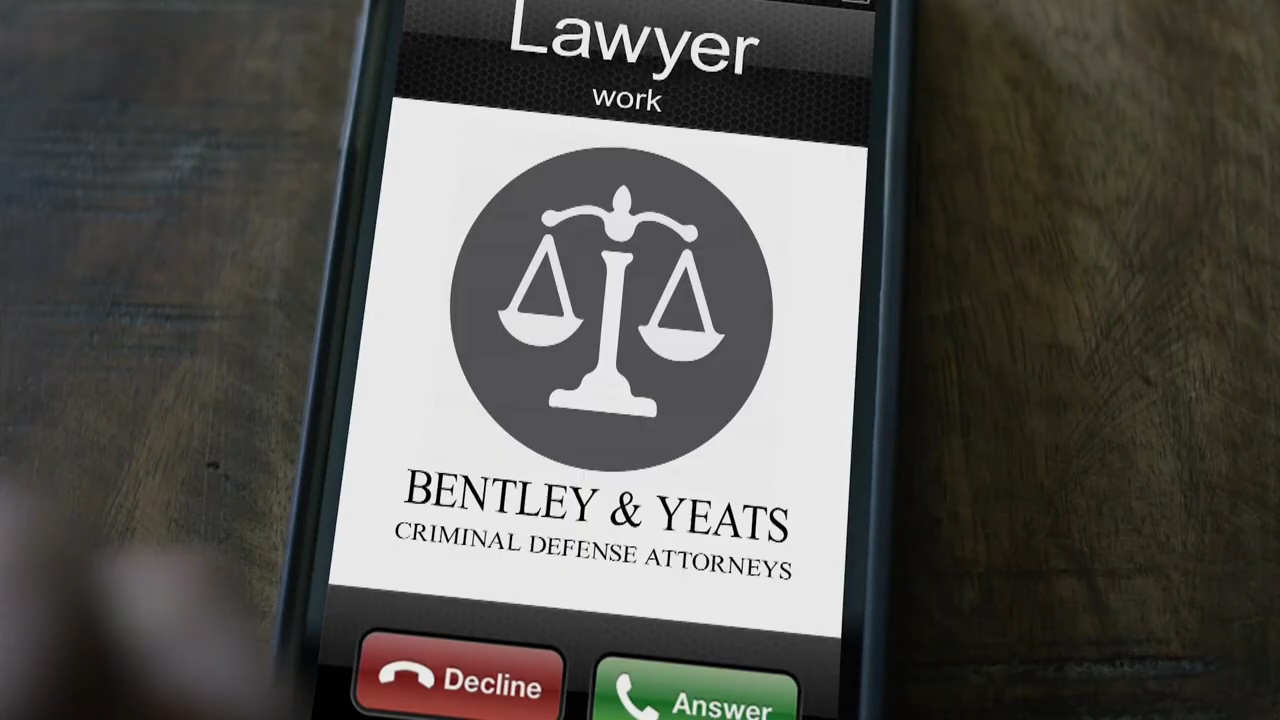 Lawyer
work
BENTLEY & YEATS
CRIMINAL DEFENSE ATTORNEYS
Decline
Answer